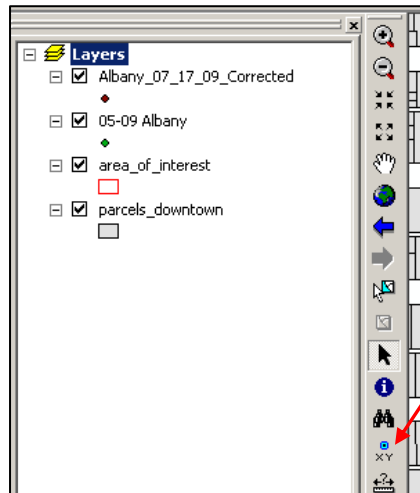 Layers
Albany_07_17_09_Corrected
05-09 Albany
area_of_interest
parcels_downtown
XY